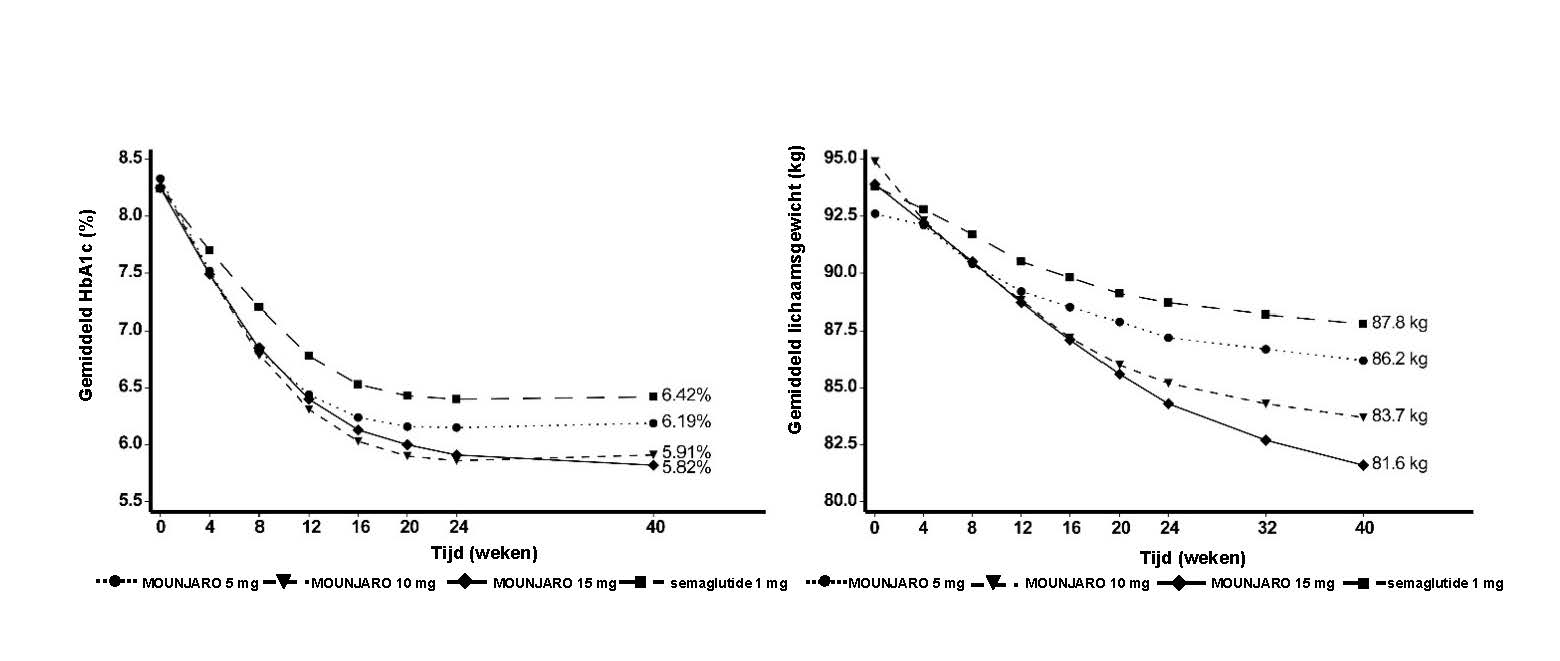 Gemiddeld HbA1c (%)
8.5
8.0
7.5
7.0
6.5
6.0
5.5
6.42%
6.19%
5.91%
5.82%
0 4 8 12 16 20 24 40
Tijd (weken)
MOUNJARO 5 mg MOUNJARO 10 mg MOUNJARO 15 mg semaglutide 1 mg
Gemiddeld lichaamsgewicht (kg)
95.0
92.5
90.0
87.5
85.0
82.5
80.0
87.8 kg
86.2 kg
83.7 kg
81.6 kg
0 4 8 12 16 20 24 32 40
Tijd (weken)
MOUNJARO 5 mg MOUNJARO 10 mg MOUNJARO 15 mg semaglutide 1 mg